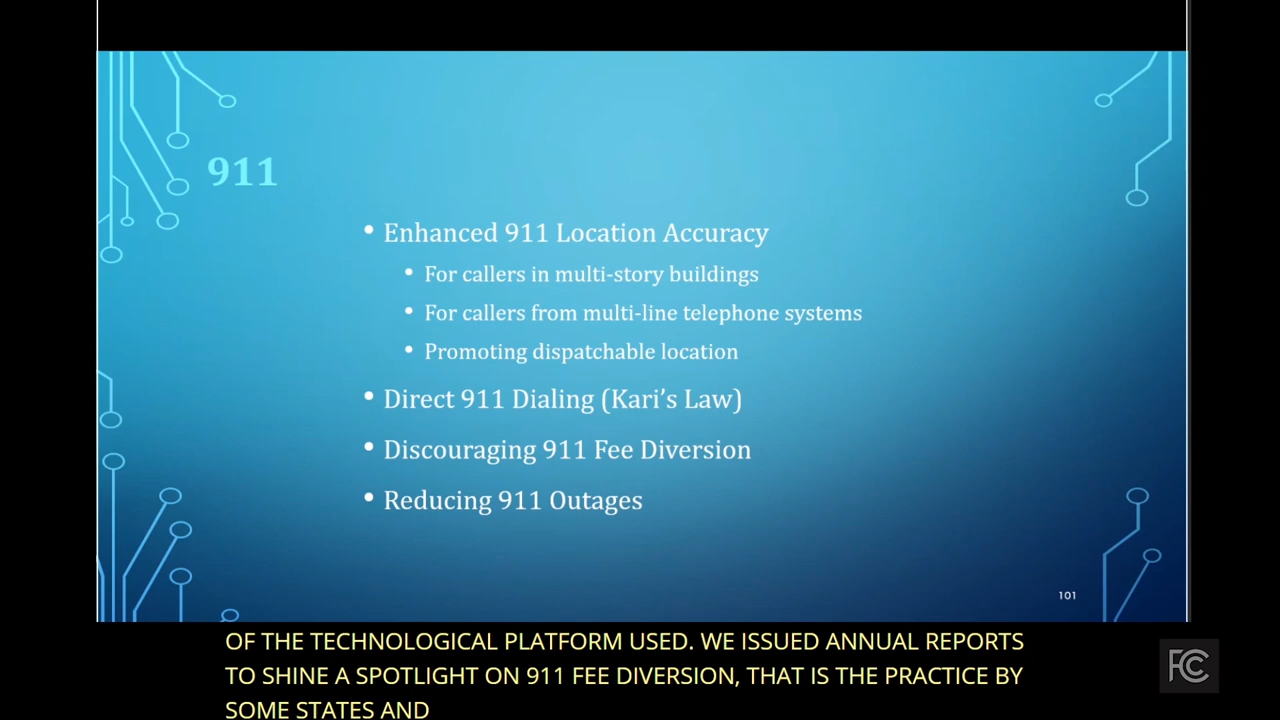 911
• Enhanced 911 Location Accuracy
• For callers in multi-story buildings
• For callers from multi-line telephone systems
• Promoting dispatchable location
• Direct 911 Dialing (Kari's Law)
• Discouraging 911 Fee Diversion
• Reducing 911 Outages
101
OF THE TECHNOLOGICAL PLATFORM USED. WE ISSUED ANNUAL REPORTS
TO SHINE A SPOTLIGHT ON 911 FEE DIVERSION, THAT IS THE PRACTICE BY
SOME STATES AND
FCC